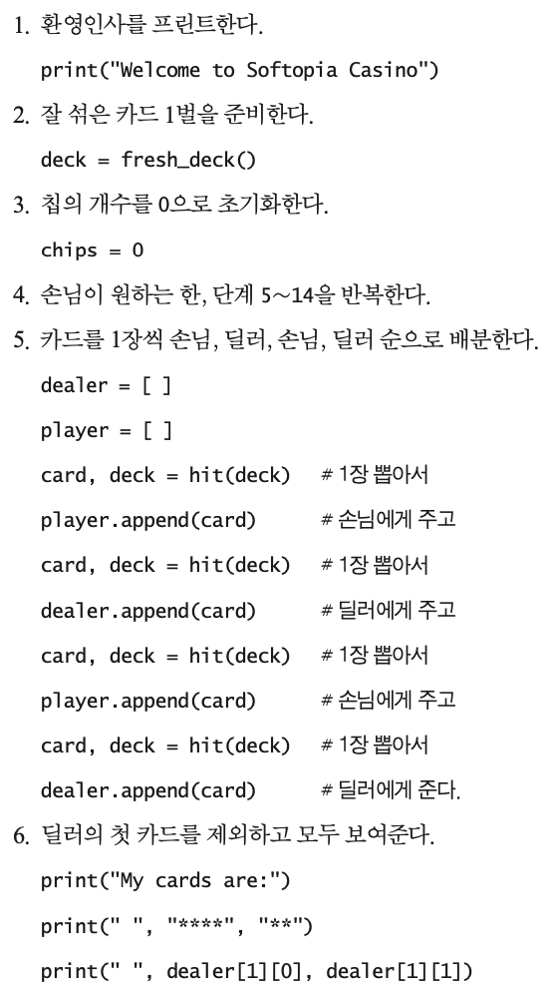 1. 환영인사를 프린트한다.
print("Welcome to Softopia Casino")
2. 잘 섞은 카드 1벌을 준비한다.
deck = fresh_deck()
3. 칩의 개수를 0으로 초기화한다.
chips = 0
4. 손님이 원하는 한, 단계 5~14을 반복한다.
5. 카드를 1장씩 손님, 딜러, 손님, 딜러 순으로 배분한다.
dealer = [ ]
player = [ ]
card, deck = hit(deck) # 1장 뽑아서
player.append(card) # 손님에게 주고
card, deck = hit(deck) # 1장 뽑아서
dealer.append(card) # 딜러에게 주고
card, deck = hit(deck) # 1장 뽑아서
player.append(card) # 손님에게 주고
card, deck = hit(deck) # 1장 뽑아서
dealer.append(card) # 딜러에게 준다.
6. 딜러의 첫 카드를 제외하고 모두 보여준다.
print("My cards are:")
print(" ", "****", "**")
print(" ", dealer[1][0], dealer[1][1])